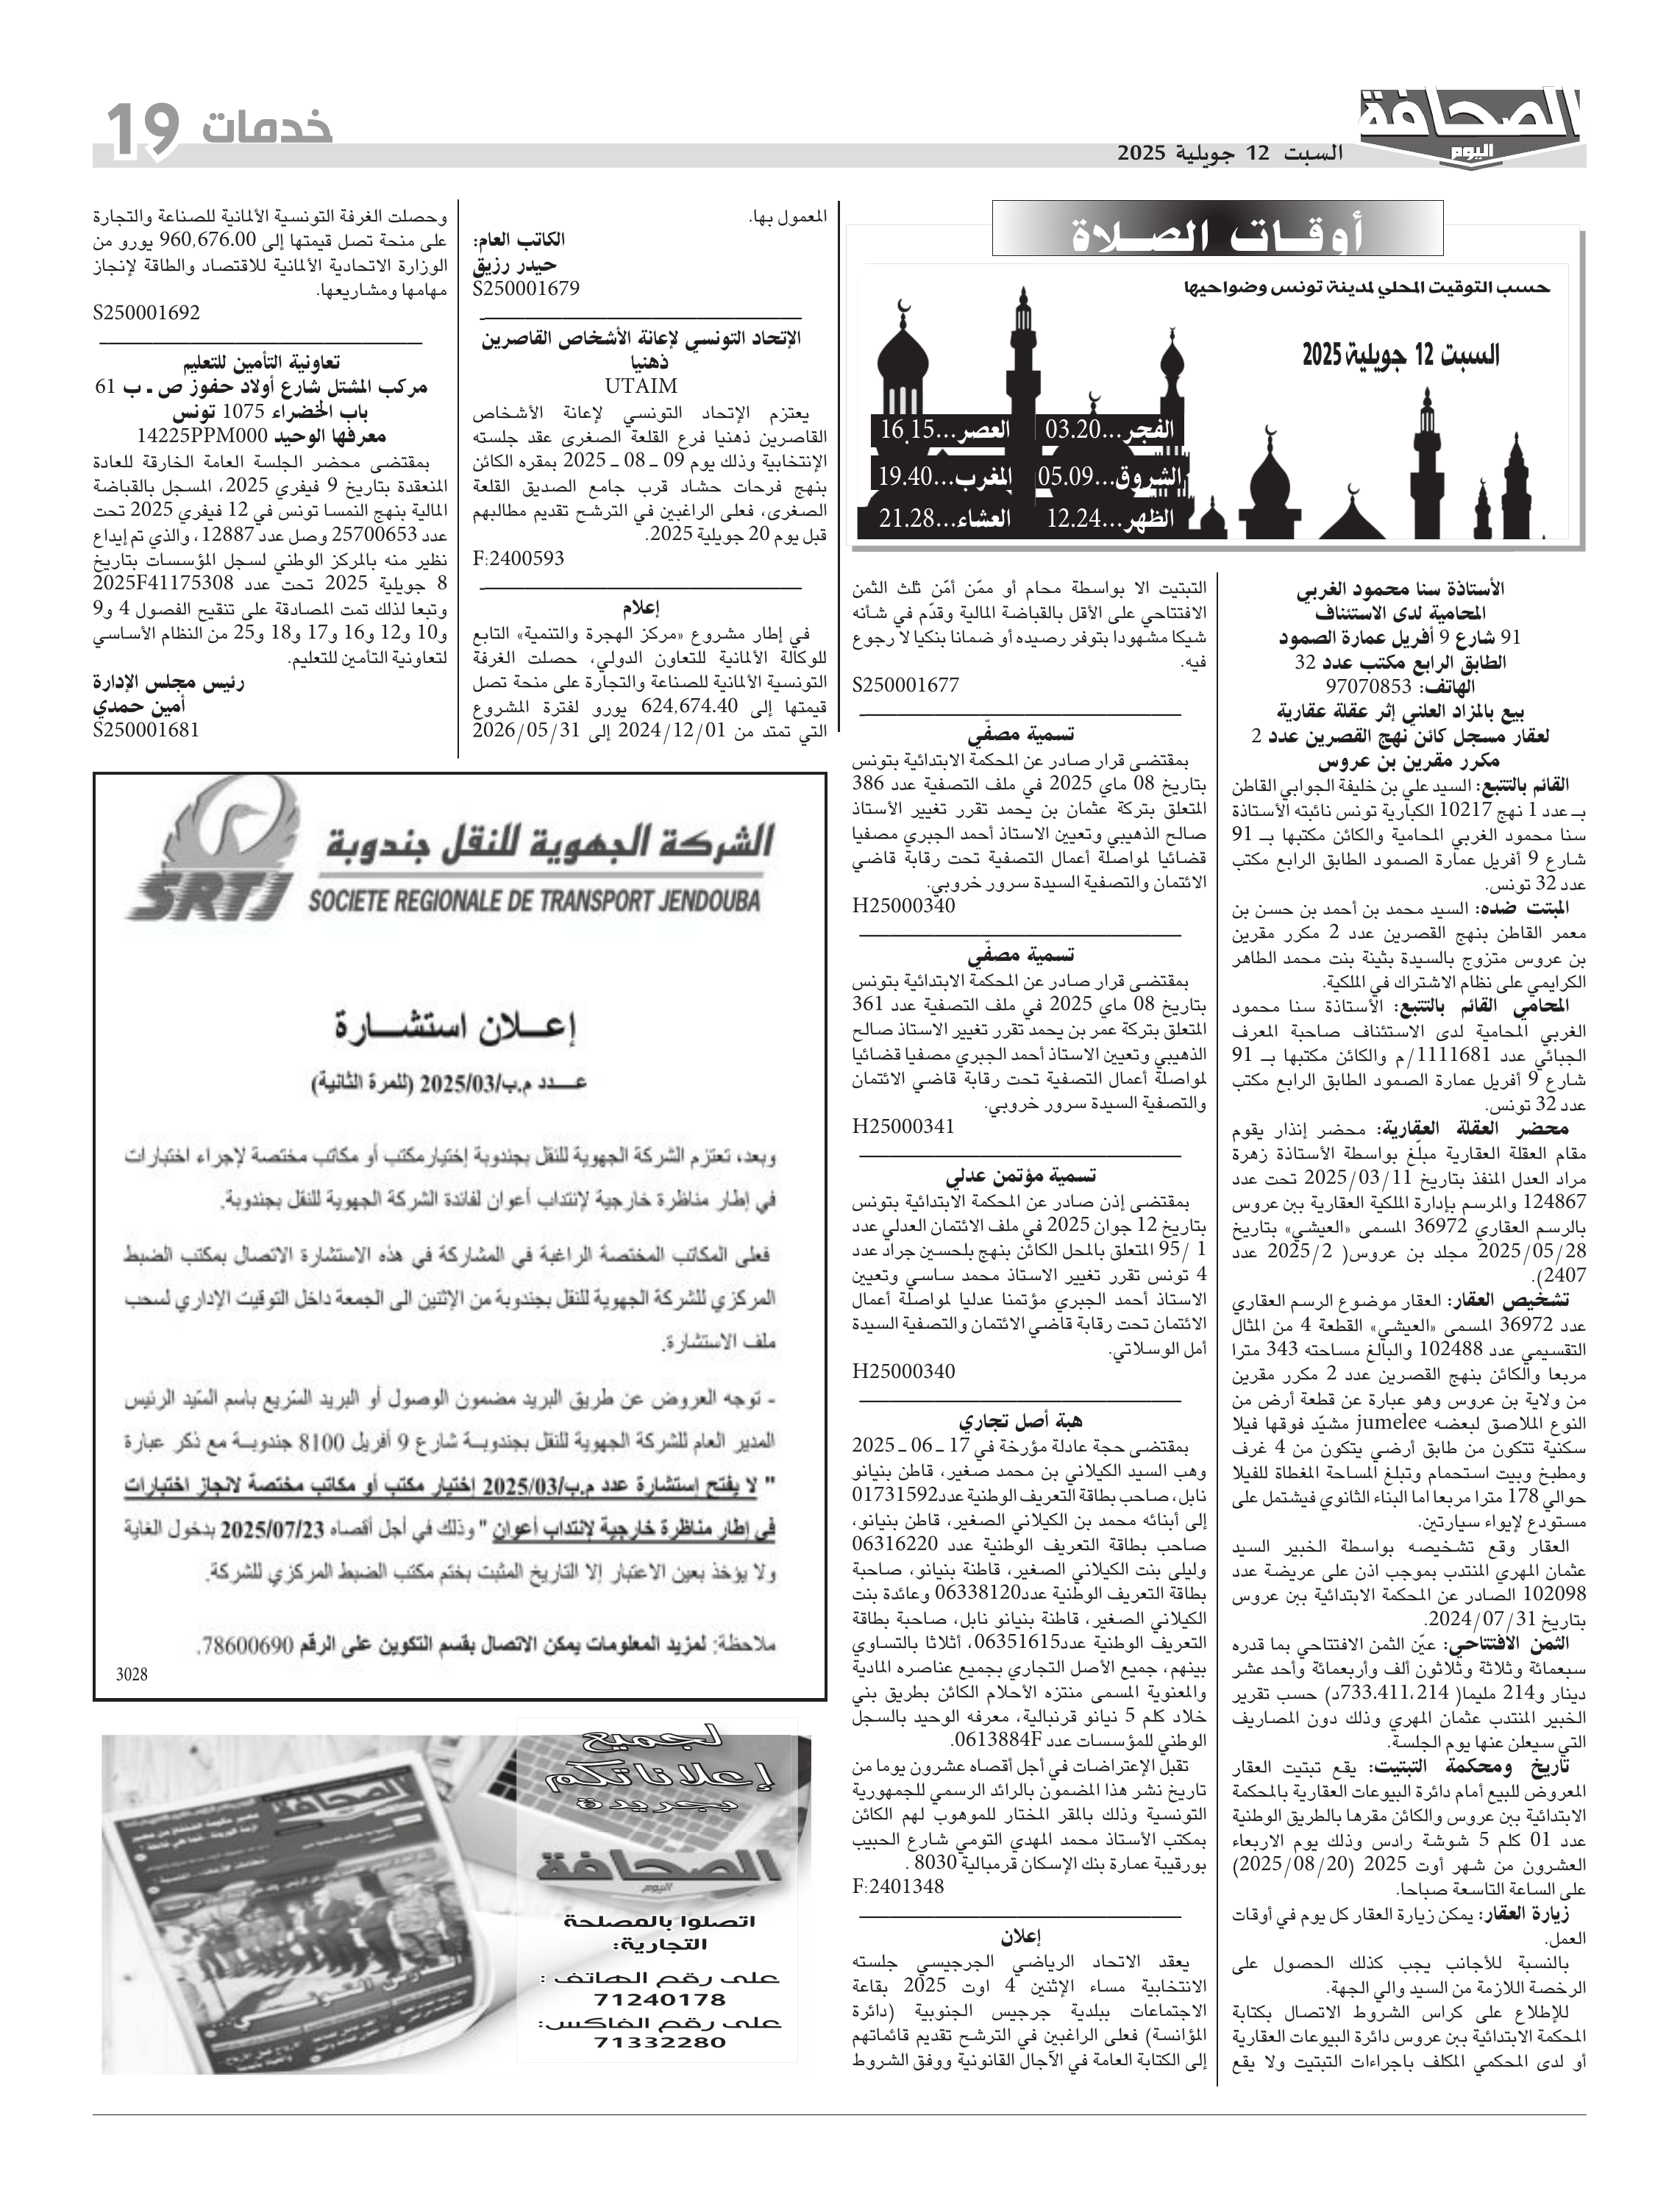 الصحافة
اليوم
السبت 12 جويلية 2025
خدمات
19
أوقــات الصــلاة
حسب التوقيت المحلي لمدينة تونس وضواحيها
السبت 12 جويلية 2025
الفجر...03.20
العصر...16.15
الشروق...05.09
المغرب...19.40
الظهر...12.24
العشاء...21.28
الأستاذة سنا محمود الغربي
المحامية لدى الاستئناف
91 شارع 9 أفريل عمارة الصمود
الطابق الرابع مكتب عدد 32
الهاتف: 97070853
بيع بالمزاد العلني إثر عقلة عقارية
لعقار مسجل كائن نهج القصرين عدد 2
مكرر مقرين بن عروس
القائم بالتتبع: السيد علي بن خليفة الجوابي القاطن
بـ عدد 1 نهج 10217 الكبارية تونس نائبته الأستاذة
سنا محمود الغربي المحامية والكائن مكتبها بـ 91
شارع 9 أفريل عمارة الصمود الطابق الرابع مكتب
عدد 32 تونس.
المبتت ضده: السيد محمد بن أحمد بن حسن بن
معمر القاطن بنهج القصرين عدد 2 مكرر مقرين
بن عروس متزوج بالسيدة بثينة بنت محمد الطاهر
الكرايمي على نظام الاشتراك في الملكية.
المحامي القائم بالتتبع: الأستاذة سنا محمود
الغربي المحامية لدى الاستئناف صاحبة المعرف
الجبائي عدد 1111681/م والكائن مكتبها بـ 91
شارع 9 أفريل عمارة الصمود الطابق الرابع مكتب
عدد 32 تونس.
محضر العقلة العقارية: محضر إنذار يقوم
مقام العقلة العقارية مبلّغ بواسطة الأستاذة زهرة
مراد العدل المنفذ بتاريخ 2025/03/11 تحت عدد
124867 والمرسم بإدارة الملكية العقارية ببن عروس
بالرسم العقاري 36972 المسمى «العيشي» بتاريخ
2025/05/28 مجلد بن عروس( 2025/2 عدد
2407).
تشخيص العقار: العقار موضوع الرسم العقاري
عدد 36972 المسمى «العيشي» القطعة 4 من المثال
التقسيمي عدد 102488 والبالغ مساحته 343 مترا
مربعا والكائن بنهج القصرين عدد 2 مكرر مقرين
من ولاية بن عروس وهو عبارة عن قطعة أرض من
النوع الملاصق لبعضه jumelee مشيّد فوقها فيلا
سكنية تتكون من طابق أرضي يتكون من 4 غرف
ومطبخ وبيت استحمام وتبلغ المساحة المغطاة للفيلا
حوالي 178 مترا مربعا اما البناء الثانوي فيشتمل على
مستودع لإيواء سيارتين.
العقار وقع تشخيصه بواسطة الخبير السيد
عثمان المهري المنتدب بموجب اذن على عريضة عدد
102098 الصادر عن المحكمة الابتدائية ببن عروس
بتاريخ 2024/07/31.
الثمن الافتتاحي: عيّن الثمن الافتتاحي بما قدره
سبعمائة وثلاثة وثلاثون ألف وأربعمائة وأحد عشر
دينار و214 مليما( 733.411،214د) حسب تقرير
الخبير المنتدب عثمان المهري وذلك دون المصاريف
التي سيعلن عنها يوم الجلسة.
تاريخ ومحكمة التبتيت: يقع تبتيت العقار
المعروض للبيع أمام دائرة البيوعات العقارية بالمحكمة
الابتدائية ببن عروس والكائن مقرها بالطريق الوطنية
عدد 01 كلم 5 شوشة رادس وذلك يوم الاربعاء
العشرون من شهر أوت 2025 (2025/08/20)
على الساعة التاسعة صباحا.
زيارة العقار: يمكن زيارة العقار كل يوم في أوقات
العمل.
بالنسبة للأجانب يجب كذلك الحصول على
الرخصة اللازمة من السيد والي الجهة.
للإطلاع على كراس الشروط الاتصال بكتابة
المحكمة الابتدائية ببن عروس دائرة البيوعات العقارية
أو لدى المحكمي المكلف باجراءات التبتيت ولا يقع
التبتيت الا بواسطة محام أو ممّن أمّن ثلث الثمن
الافتتاحي على الأقل بالقباضة المالية وقدّم في شأنه
شيكا مشهودا بتوفر رصيده أو ضمانا بنكيا لا رجوع
فيه.
S250001677
تسمية مصفّي
بمقتضى قرار صادر عن المحكمة الابتدائية بتونس
بتاريخ 08 ماي 2025 في ملف التصفية عدد 386
المتعلق بتركة عثمان بن يحمد تقرر تغيير الأستاذ
صالح الذهيبي وتعيين الاستاذ أحمد الجبري مصفيا
قضائيا لمواصلة أعمال التصفية تحت رقابة قاضي
الائتمان والتصفية السيدة سرور خروبي.
H25000340
تسمية مصفّي
بمقتضى قرار صادر عن المحكمة الابتدائية بتونس
بتاريخ 08 ماي 2025 في ملف التصفية عدد 361
المتعلق بتركة عمر بن يحمد تقرر تغيير الاستاذ صالح
الذهيبي وتعيين الاستاذ أحمد الجبري مصفيا قضائيا
لمواصلة أعمال التصفية تحت رقابة قاضي الائتمان
والتصفية السيدة سرور خروبي.
H25000341
تسمية مؤتمن عدلي
بمقتضى إذن صادر عن المحكمة الابتدائية بتونس
بتاريخ 12 جوان 2025 في ملف الائتمان العدلي عدد
1 /95 المتعلق بالمحل الكائن بنهج بلحسين جراد عدد
4 تونس تقرر تغيير الاستاذ محمد ساسي وتعيين
الاستاذ أحمد الجبري مؤتمنا عدليا لمواصلة أعمال
الائتمان تحت رقابة قاضي الائتمان والتصفية السيدة
أمل الوسلاتي.
H25000340
هبة أصل تجاري
بمقتضى حجة عادلة مؤرخة في 17 ـ 06 ـ 2025
وهب السيد الكيلاني بن محمد صغير، قاطن بنيانو
نابل، صاحب بطاقة التعريف الوطنية عدد01731592
إلى أبنائه محمد بن الكيلاني الصغير، قاطن بنيانو،
صاحب بطاقة التعريف الوطنية عدد 06316220
وليلى بنت الكيلاني الصغير، قاطنة بنيانو، صاحبة
بطاقة التعريف الوطنية عدد06338120 وعائدة بنت
الكيلاني الصغير، قاطنة بنيانو نابل، صاحبة بطاقة
التعريف الوطنية عدد06351615، أثلاثا بالتساوي
بينهم، جميع الأصل التجاري بجميع عناصره المادية
والمعنوية المسمى منتزه الأحلام الكائن بطريق بني
خلاد كلم 5 نيانو قرنبالية، معرفه الوحيد بالسجل
الوطني للمؤسسات عدد 0613884F.
تقبل الإعتراضات في أجل أقصاه عشرون يوما من
تاريخ نشر هذا المضمون بالرائد الرسمي للجمهورية
التونسية وذلك بالمقر المختار للموهوب لهم الكائن
بمكتب الأستاذ محمد المهدي التومي شارع الحبيب
بورقيبة عمارة بنك الإسكان قرمبالية 8030 .
F:2401348
إعلان
يعقد الاتحاد الرياضي الجرجيسي جلسته
الانتخابية مساء الإثنين 4 اوت 2025 بقاعة
الاجتماعات ببلدية جرجيس الجنوبية (دائرة
المؤانسة) فعلى الراغبين في الترشح تقديم قائماتهم
إلى الكتابة العامة في الآجال القانونية ووفق الشروط
المعمول بها.
الكاتب العام:
حيدر رزيق
S250001679
الإتحاد التونسي لإعانة الأشخاص القاصرين
ذهنيا
UTAIM
يعتزم الإتحاد التونسي لإعانة الأشخاص
القاصرين ذهنيا فرع القلعة الصغرى عقد جلسته
الإنتخابية وذلك يوم 09 ـ 08 ـ 2025 بمقره الكائن
بنهج فرحات حشاد قرب جامع الصديق القلعة
الصغرى، فعلى الراغبين في الترشح تقديم مطالبهم
قبل يوم 20 جويلية 2025.
F:2400593
إعلام
في إطار مشروع «مركز الهجرة والتنمية» التابع
للوكالة الألمانية للتعاون الدولي، حصلت الغرفة
التونسية الألمانية للصناعة والتجارة على منحة تصل
قيمتها إلى 624,674.40 يورو لفترة المشروع
التي تمتد من 2024/12/01 إلى 2026/05/31
وحصلت الغرفة التونسية الألمانية للصناعة والتجارة
على منحة تصل قيمتها إلى 960,676.00 يورو من
الوزارة الاتحادية الألمانية للاقتصاد والطاقة لإنجاز
مهامها ومشاريعها.
S250001692
تعاونية التأمين للتعليم
مركب المشتل شارع أولاد حفوز ص ـ ب 61
باب الخضراء 1075 تونس
معرفها الوحيد 14225PPM000
بمقتضى محضر الجلسة العامة الخارقة للعادة
المنعقدة بتاريخ 9 فيفري 2025، المسجل بالقباضة
المالية بنهج النمسا تونس في 12 فيفري 2025 تحت
عدد 25700653 وصل عدد 12887، والذي تم إيداع
نظير منه بالمركز الوطني لسجل المؤسسات بتاريخ
8 جويلية 2025 تحت عدد 2025F41175308
وتبعا لذلك تمت المصادقة على تنقيح الفصول 4 و9
و10 و12 و16 و17 و18 و25 من النظام الأساسي
لتعاونية التأمين للتعليم.
رئيس مجلس الإدارة
أمين حمدي
S250001681
الشركة الجهوية للنقل جندوبة
SRTJ
SOCIETE REGIONALE DE TRANSPORT JENDOUBA
إعـــلان استشـــارة
عـــدد م.ب/2025/03 (للمرة الثانية)
وبعد، تعتزم الشركة الجهوية للنقل بجندوبة إختيارمكتب أو مكاتب مختصة لإجراء اختبارات
في إطار مناظرة خارجية لإنتداب أعوان لفائدة الشركة الجهوية للنقل بجندوبة.
فعلى المكاتب المختصة الراغبة في المشاركة في هذه الاستشارة الاتصال بمكتب الضبط
المركزي للشركة الجهوية للنقل بجندوبة من الإثنين الى الجمعة داخل التوقيت الإداري لسحب
ملف الاستشارة.
- توجه العروض عن طريق البريد مضمون الوصول أو البريد السّريع باسم السّيد الرئيس
المدير العام للشركة الجهوية للنقل بجندوبــة شارع 9 أفريل 8100 جندوبــة مع ذكر عبارة
" لا يفتح إستشارة عدد م.ب/2025/03 إختيار مكتب أو مكاتب مختصة لانجاز اختبارات
في إطار مناظرة خارجية لإنتداب أعوان " وذلك في أجل أقصاه 2025/07/23 بدخول الغاية
ولا يؤخذ بعين الاعتبار إلا التاريخ المثبت بختم مكتب الضبط المركزي للشركة.
ملاحظة: لمزيد المعلومات يمكن الاتصال بقسم التكوين على الرقم 78600690.
3028
لجميع
إعلاناتكم
بجريدة
الصحافة
اليوم
اتصلوا بالمصلحة
التجارية:
على رقم الهاتف :
71240178
على رقم الفاكس:
71332280
الصحافة